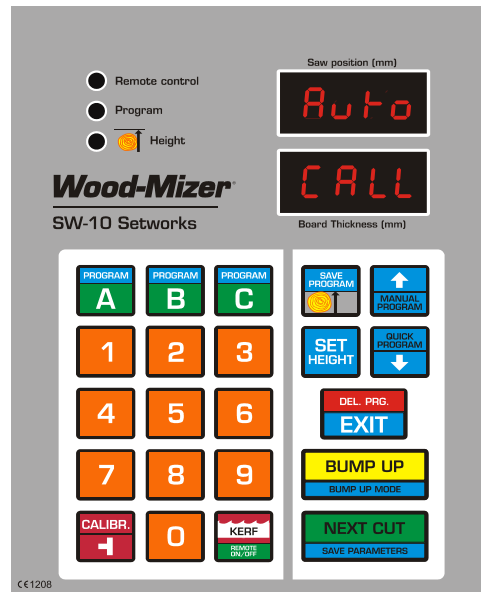 Saw position (mm)
Remote control
Program
Height
Auto
CALL
Wood-Mizer®
SW-10 Setworks
Board Thickness (mm)
PROGRAM
A
PROGRAM
B
PROGRAM
C
SAVE
PROGRAM
MANUAL
PROGRAM
1
2
3
SET
HEIGHT
QUICK
PROGRAM
4
5
6
DEL. PRG.
EXIT
7
8
9
BUMP UP
BUMP UP MODE
CALIBR.
0
KERF
REMOTE
ON/OFF
NEXT CUT
SAVE PARAMETERS
C€1208